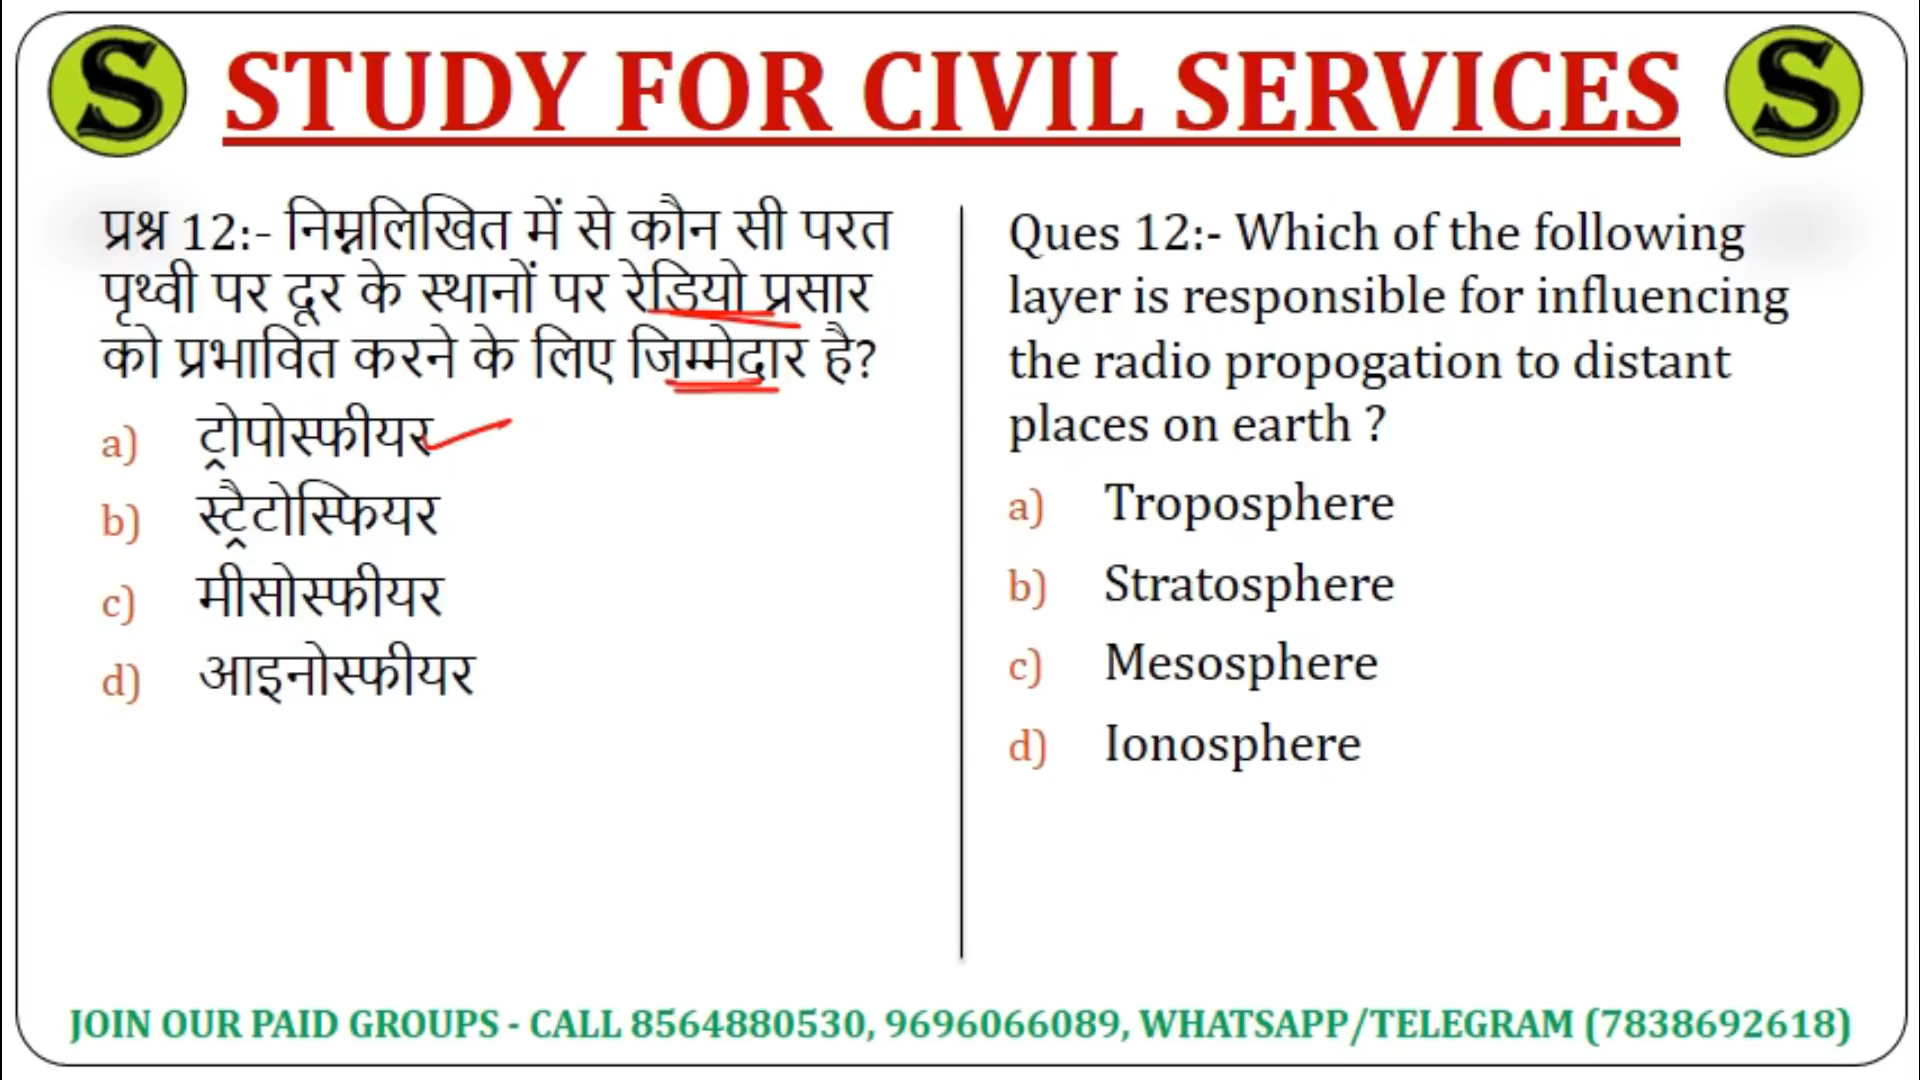 S STUDY FOR CIVIL SERVICES S
प्रश्न 12:- निम्नलिखित में से कौन सी परत
पृथ्वी पर दूर के स्थानों पर रेडियो प्रसार
को प्रभावित करने के लिए जिम्मेदार है?
a) ट्रोपोस्फीयर
b) स्ट्रैटोस्फियर
c) मीसोस्फीयर
d) आइनोस्फीयर
Ques 12:- Which of the following
layer is responsible for influencing
the radio propogation to distant
places on earth ?
a) Troposphere
b) Stratosphere
c) Mesosphere
d) Ionosphere
JOIN OUR PAID GROUPS - CALL 8564880530, 9696066089, WHATSAPP/TELEGRAM (7838692618)